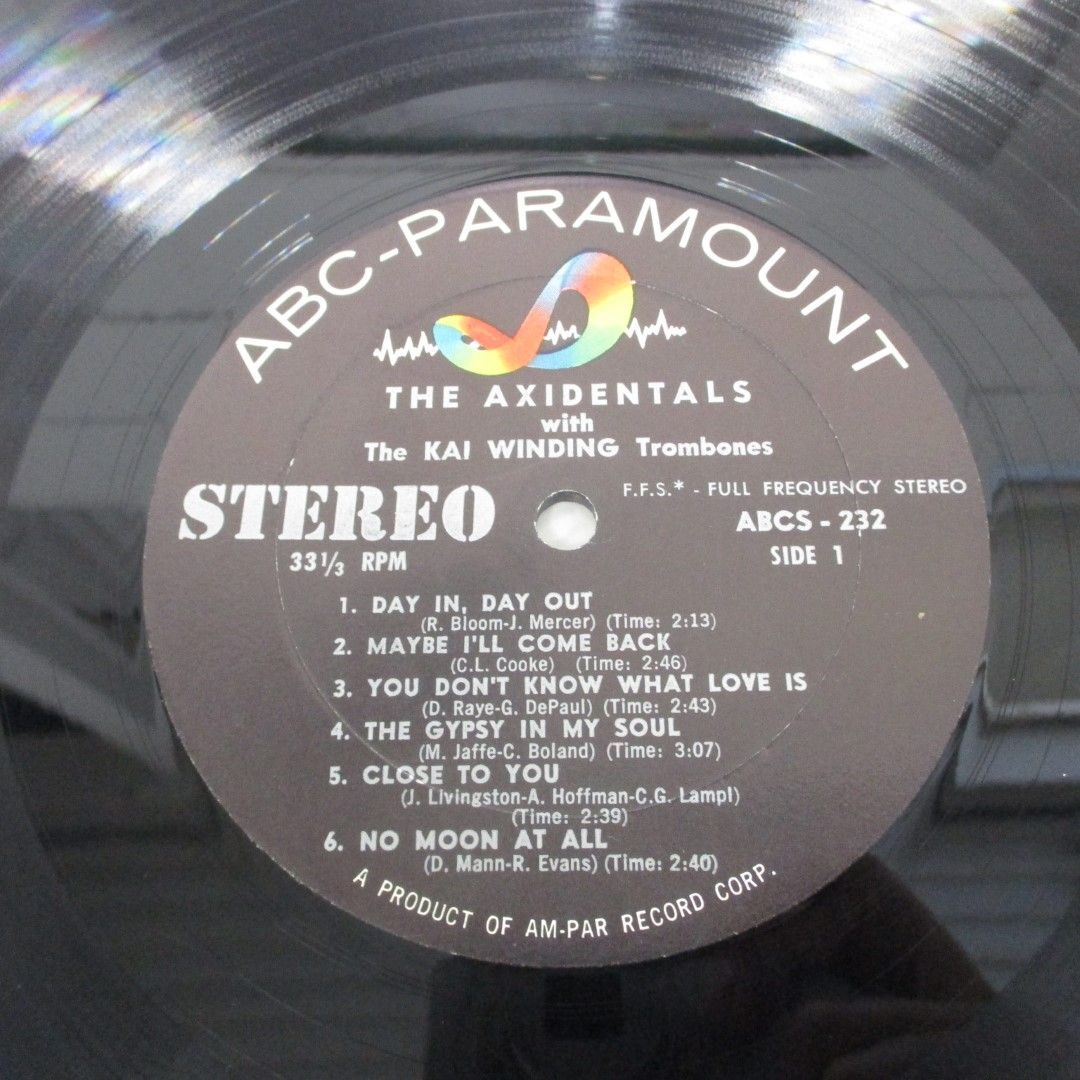 ABC-PARAMOUNT
THE AXIDENTALS
with
The KAI WINDING Trombones
F.F.S.* - FULL FREQUENCY STEREO
STEREO
ABCS - 232
33 1/3 RPM
SIDE 1
1. DAY IN, DAY OUT
(R. Bloom-J. Mercer) (Time: 2:13)
2. MAYBE I'LL COME BACK
(C.L. Cooke) (Time: 2:46)
3. YOU DON'T KNOW WHAT LOVE IS
(D. Raye-G. DePaul) (Time: 2:43)
4. THE GYPSY IN MY SOUL
(M. Jaffe-C. Boland) (Time: 3:07)
5. CLOSE TO YOU
(J. Livingston-A. Hoffman-C.G. Lampl)
(Time: 2:39)
6. NO MOON AT ALL
(D. Mann-R. Evans) (Time: 2:40)
A PRODUCT OF AM-PAR RECORD CORP.